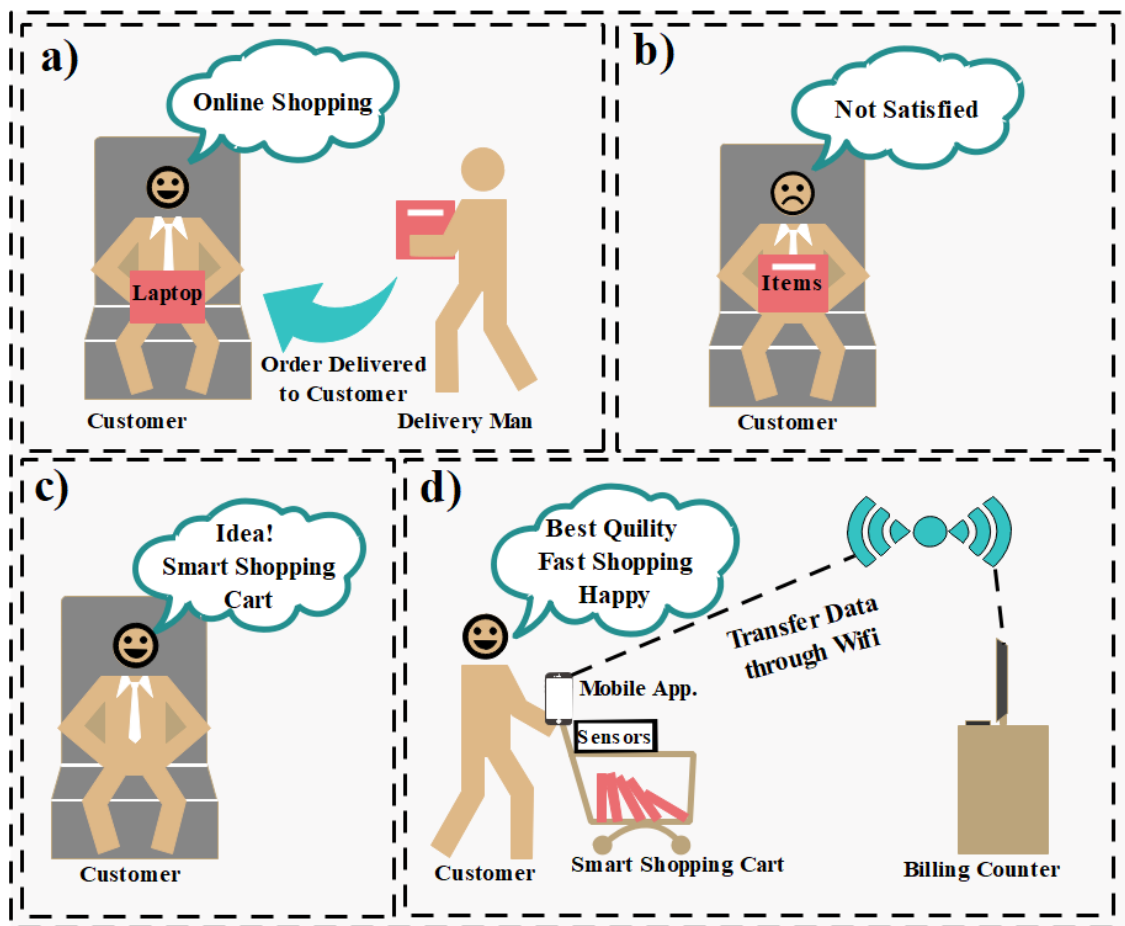 a)
Online Shopping
Laptop
Order Delivered
to Customer
Customer
Delivery Man
b)
Not Satisfied
Items
Customer
c)
Idea!
Smart Shopping
Cart
Customer
d)
Best Quility
Fast Shopping
Happy
Transfer Data
through Wifi
Mobile App.
Sensors
Customer
Smart Shopping Cart
Billing Counter